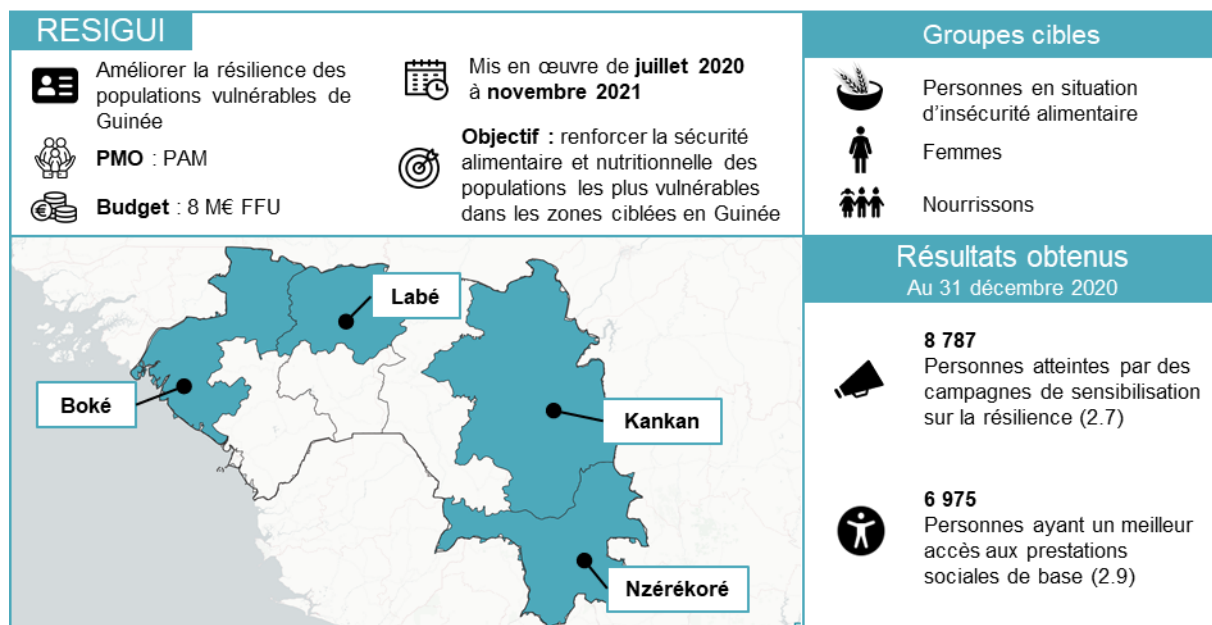 RESIGUI
Améliorer la résilience des
populations vulnérables de
Guinée
PMO : PAM
Budget : 8 M€ FFU
Mis en œuvre de juillet 2020
à novembre 2021
Objectif : renforcer la sécurité
alimentaire et nutritionnelle des
populations les plus vulnérables
dans les zones ciblées en Guinée
Groupes cibles
Personnes en situation
d’insécurité alimentaire
Femmes
Nourrissons
Labé
Boké
Kankan
Nzérékoré
Résultats obtenus
Au 31 décembre 2020
8 787
Personnes atteintes par des
campagnes de sensibilisation
sur la résilience (2.7)
6 975
Personnes ayant un meilleur
accès aux prestations
sociales de base (2.9)